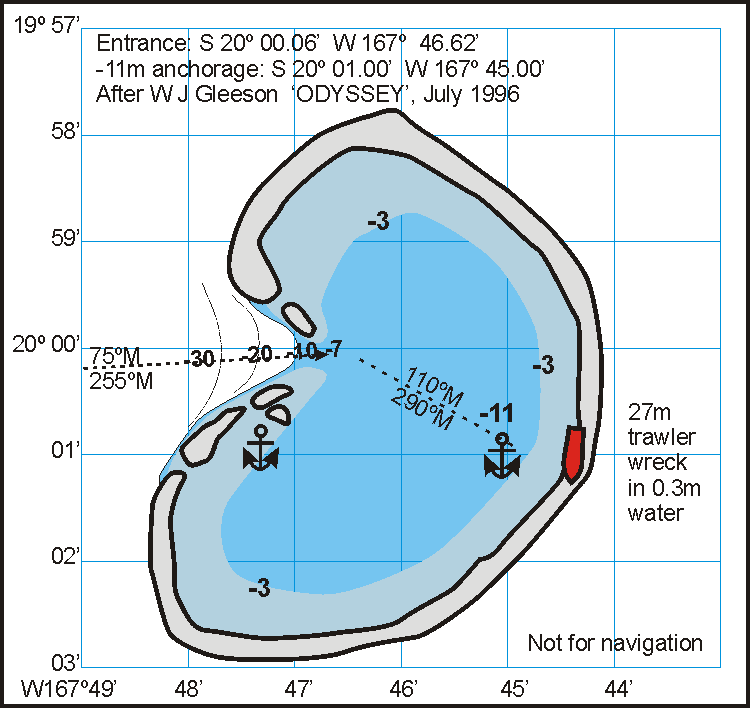 19º 57'
Entrance: S 20º 00.06' W 167º 46.62'
-11m anchorage: S 20º 01.00' W 167º 45.00'
After W J Gleeson 'ODYSSEY', July 1996
58'
-3
59'
20º 00'
75ºM
255ºM
-30
-20
-10
-7
-3
110ºM
290ºM
-11
27m
trawler
wreck
in 0.3m
water
01'
02'
-3
Not for navigation
03'
W167º49'
48'
47'
46'
45'
44'